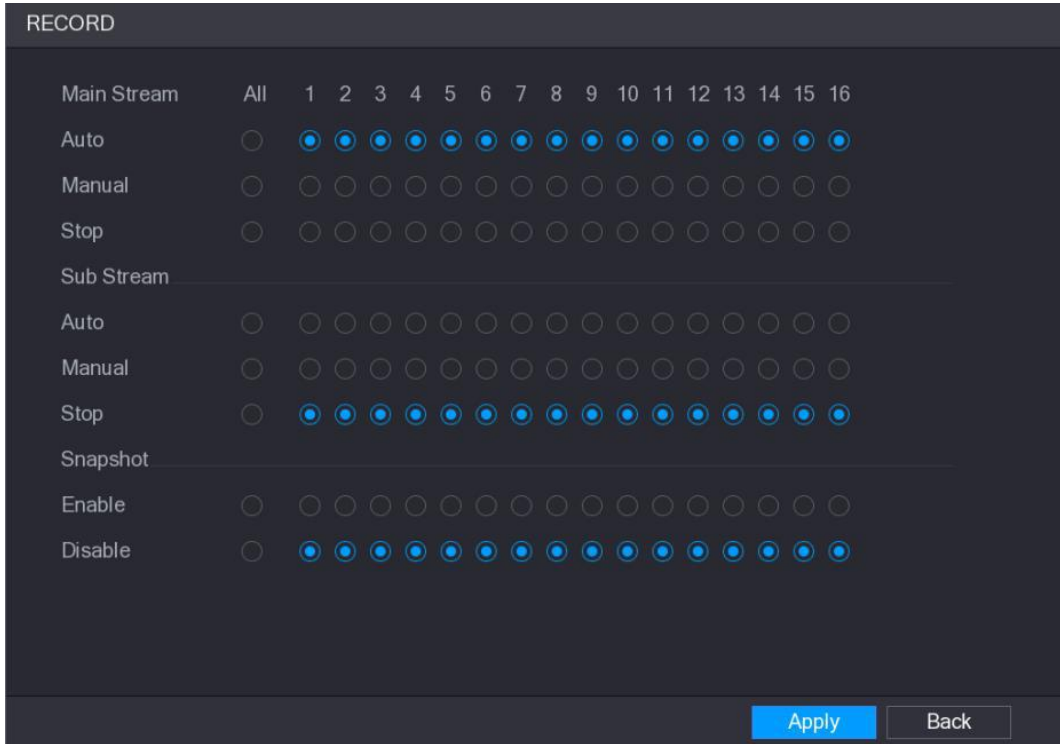 RECORD
Main Stream All 1 2 3 4 5 6 7 8 9 10 11 12 13 14 15 16
Auto
Manual
Stop
Sub Stream
Auto
Manual
Stop
Snapshot
Enable
Disable
Apply Back